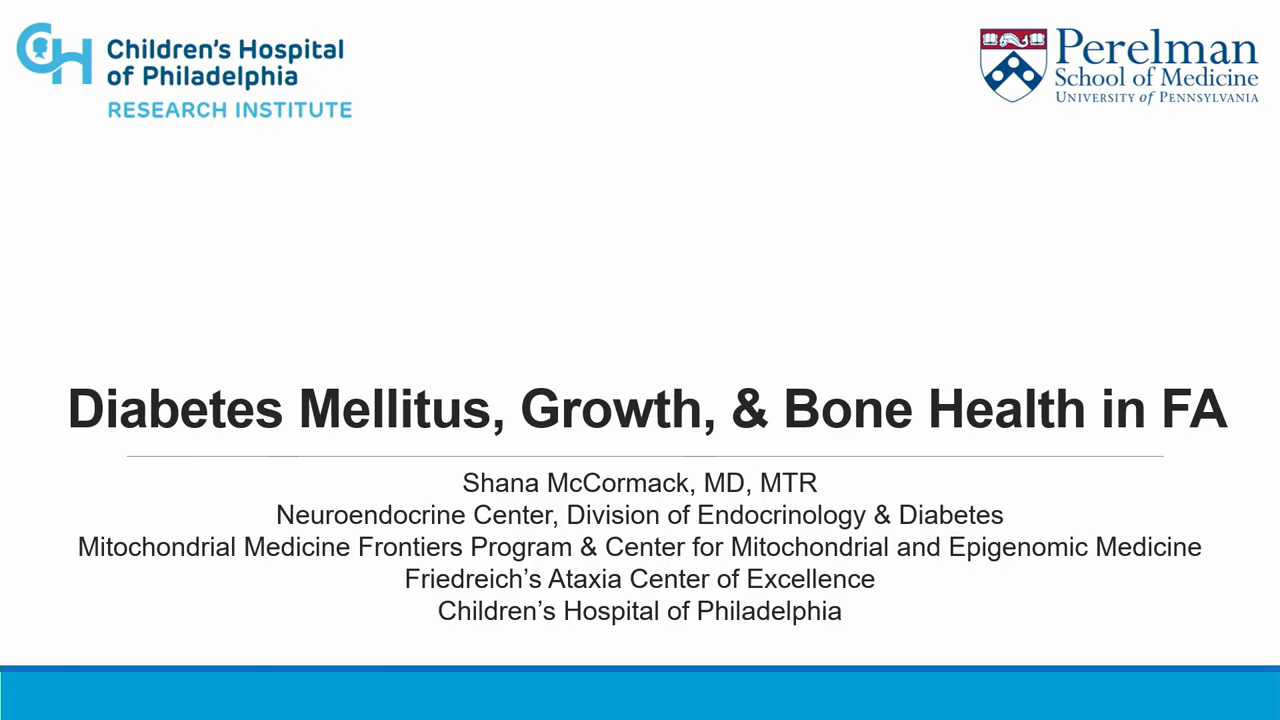 Children's Hospital
of Philadelphia
RESEARCH INSTITUTE
Perelman
School of Medicine
University of Pennsylvania
Diabetes Mellitus, Growth, & Bone Health in FA
Shana McCormack, MD, MTR
Neuroendocrine Center, Division of Endocrinology & Diabetes
Mitochondrial Medicine Frontiers Program & Center for Mitochondrial and Epigenomic Medicine
Friedreich’s Ataxia Center of Excellence
Children’s Hospital of Philadelphia